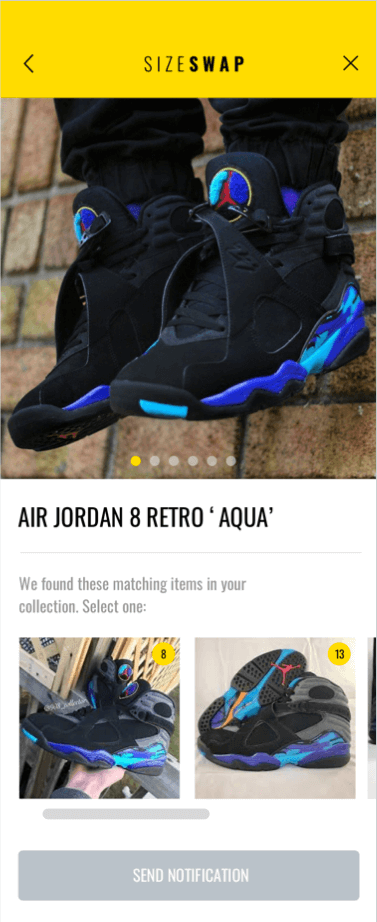 SIZESWAP
AIR JORDAN 8 RETRO ‘ AQUA’
We found these matching items in your
collection. Select one:
8
13
SEND NOTIFICATION